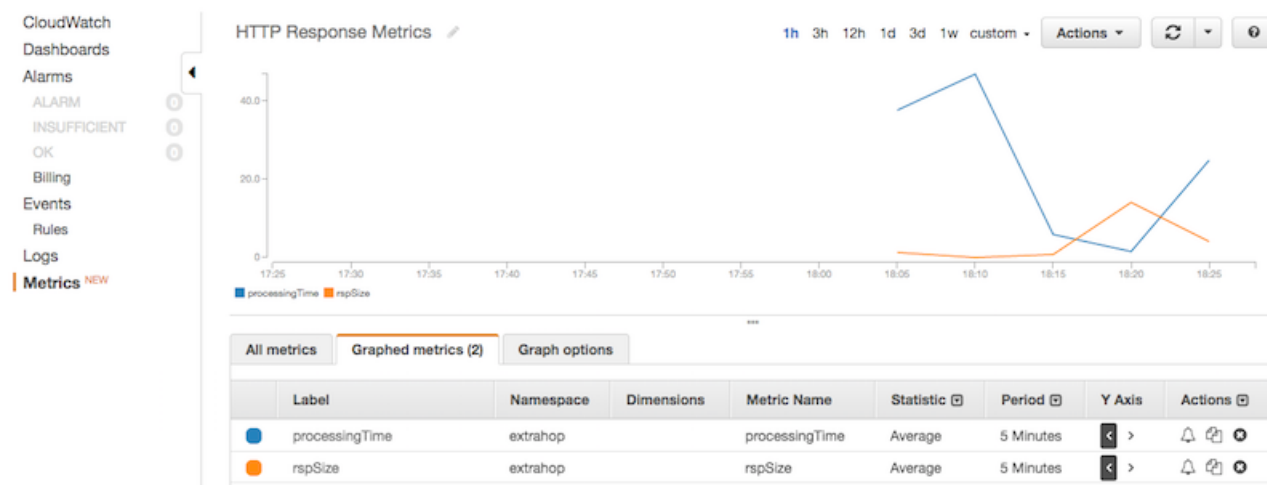 CloudWatch
Dashboards
Alarms
ALARM 0
INSUFFICIENT 0
OK 0
Billing
Events
Rules
Logs
Metrics NEW
HTTP Response Metrics
1h 3h 12h 1d 3d 1w custom
Actions
40.0
20.0
0
17:25 17:30 17:35 17:40 17:45 17:50 17:55 18:00 18:05 18:10 18:15 18:20 18:25
processingTime rspSize
All metrics Graphed metrics (2) Graph options
Label Namespace Dimensions Metric Name Statistic Period Y Axis Actions
processingTime extrahop processingTime Average 5 Minutes < >
rspSize extrahop rspSize Average 5 Minutes < >